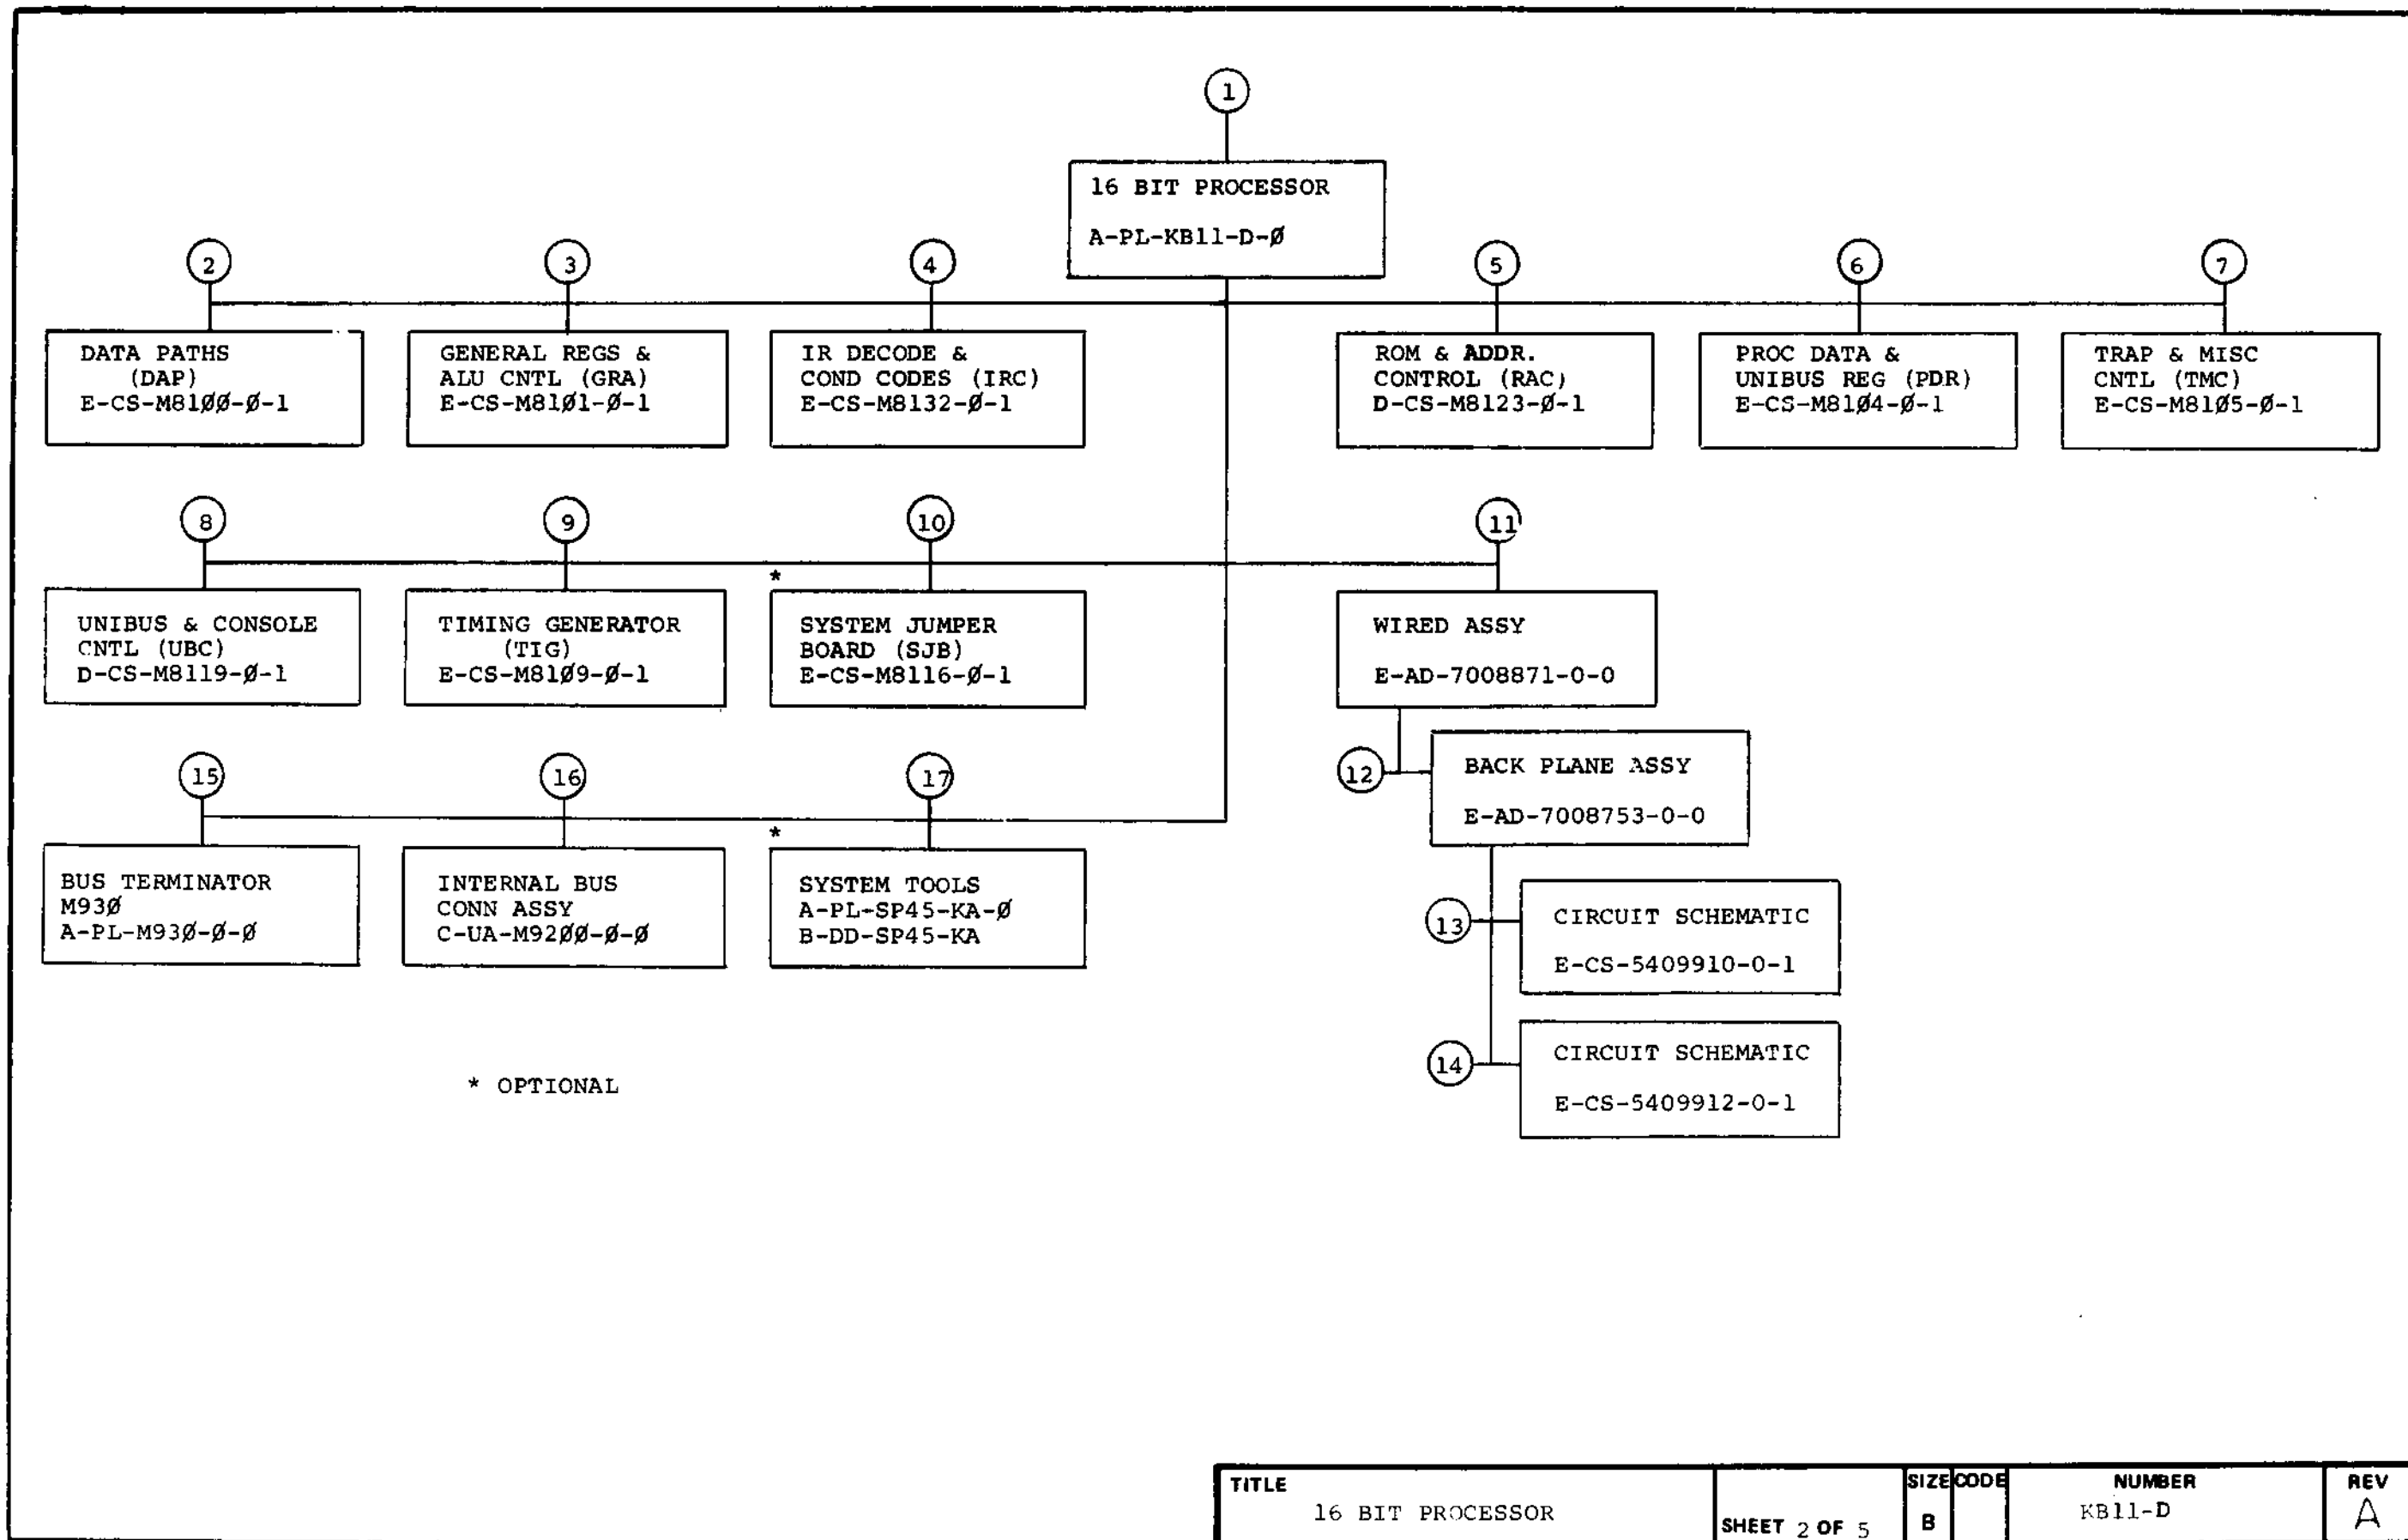 1
16 BIT PROCESSOR
A-PL-KB11-D-Ø
2
DATA PATHS
(DAP)
E-CS-M81ØØ-Ø-1
3
GENERAL REGS &
ALU CNTL (GRA)
E-CS-M81Ø1-Ø-1
4
IR DECODE &
COND CODES (IRC)
E-CS-M8132-Ø-1
5
ROM & ADDR.
CONTROL (RAC)
D-CS-M8123-Ø-1
6
PROC DATA &
UNIBUS REG (PDR)
E-CS-M81Ø4-Ø-1
7
TRAP & MISC
CNTL (TMC)
E-CS-M81Ø5-Ø-1
8
UNIBUS & CONSOLE
CNTL (UBC)
D-CS-M8119-Ø-1
9
TIMING GENERATOR
(TIG)
E-CS-M81Ø9-Ø-1
10
*
SYSTEM JUMPER
BOARD (SJB)
E-CS-M8116-Ø-1
11
WIRED ASSY
E-AD-7008871-0-0
12
BACK PLANE ASSY
E-AD-7008753-0-0
13
CIRCUIT SCHEMATIC
E-CS-5409910-0-1
14
CIRCUIT SCHEMATIC
E-CS-5409912-0-1
15
BUS TERMINATOR
M93Ø
A-PL-M93Ø-Ø-Ø
16
INTERNAL BUS
CONN ASSY
C-UA-M92ØØ-Ø-Ø
17
*
SYSTEM TOOLS
A-PL-SP45-KA-Ø
B-DD-SP45-KA
* OPTIONAL
TITLE
16 BIT PROCESSOR
SHEET 2 OF 5
SIZE
B
CODE
NUMBER
KB11-D
REV
A